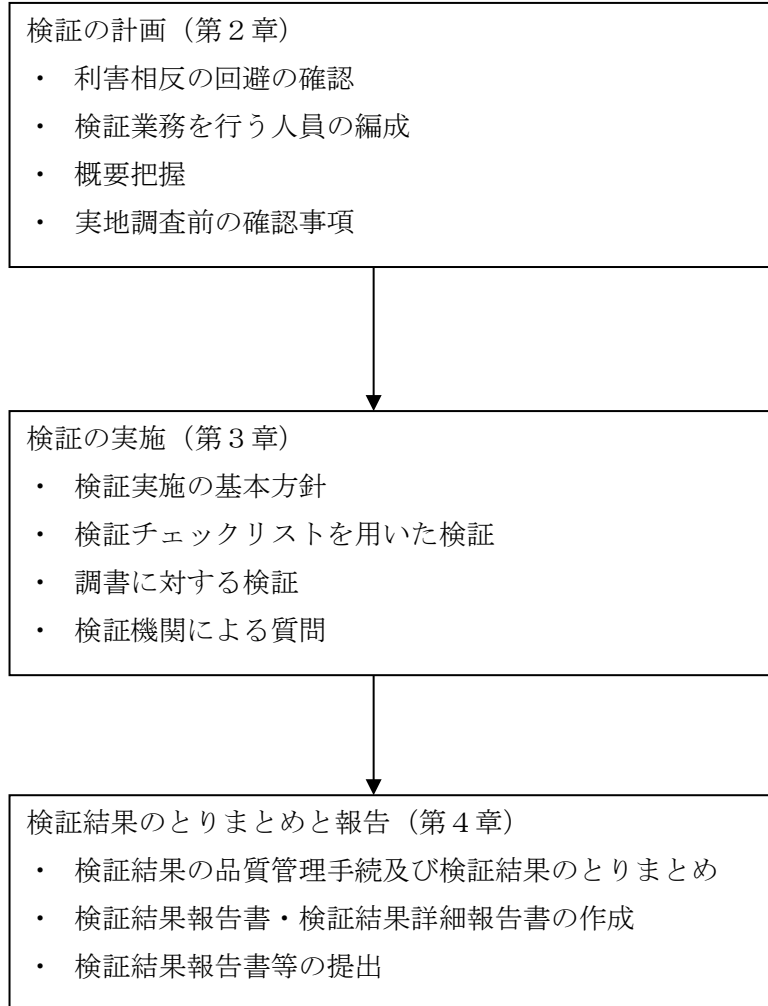 検証の計画（第２章）
・ 利害相反の回避の確認
・ 検証業務を行う人員の編成
・ 概要把握
・ 実地調査前の確認事項
検証の実施（第３章）
・ 検証実施の基本方針
・ 検証チェックリストを用いた検証
・ 調書に対する検証
・ 検証機関による質問
検証結果のとりまとめと報告（第４章）
・ 検証結果の品質管理手続及び検証結果のとりまとめ
・ 検証結果報告書・検証結果詳細報告書の作成
・ 検証結果報告書等の提出